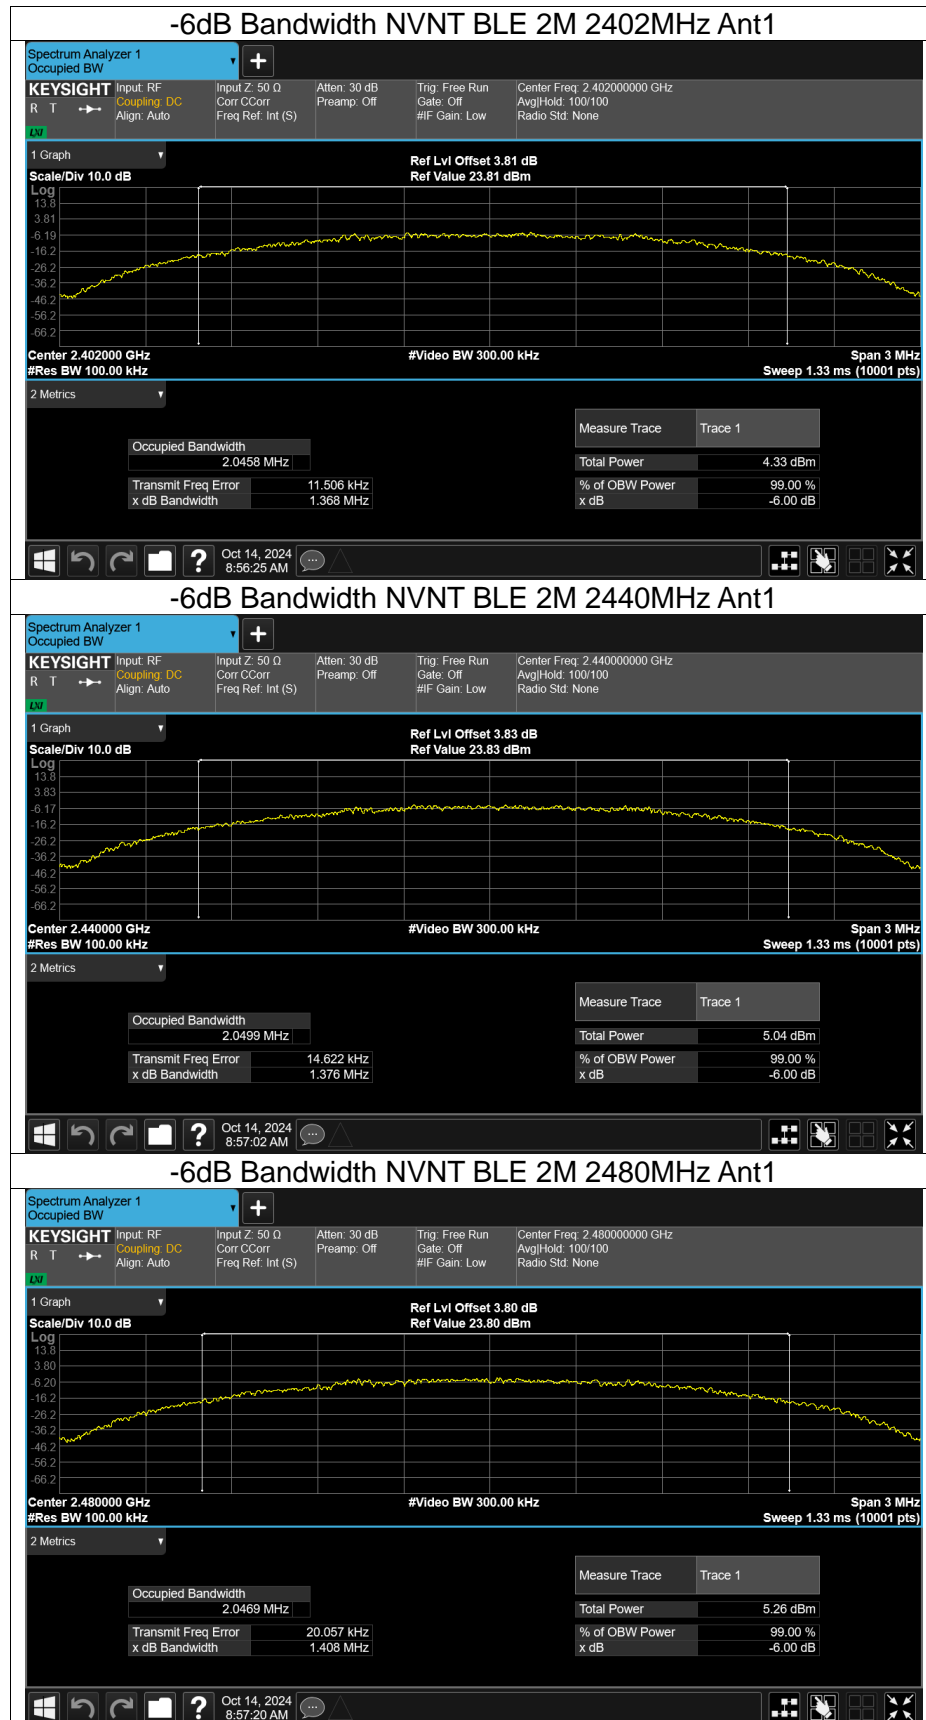 -6dB Bandwidth NVNT BLE 2M 2402MHz Ant1
Spectrum Analyzer 1
Occupied BW
+
KEYSIGHT Input: RF Input Z: 50 Ω Atten: 30 dB Trig: Free Run Center Freq: 2.402000000 GHz
R T Coupling: DC Corr CCorr Preamp: Off Gate: Off Avg|Hold: 100/100
Align: Auto Freq Ref: Int (S) #IF Gain: Low Radio Std: None
LXI
1 Graph
Ref Lvl Offset 3.81 dB
Scale/Div 10.0 dB Ref Value 23.81 dBm
Log
13.8
3.81
-6.19
-16.2
-26.2
-36.2
-46.2
-56.2
-66.2
Center 2.402000 GHz #Video BW 300.00 kHz Span 3 MHz
#Res BW 100.00 kHz Sweep 1.33 ms (10001 pts)
2 Metrics
Measure Trace Trace 1
Occupied Bandwidth
2.0458 MHz Total Power 4.33 dBm
Transmit Freq Error 11.506 kHz % of OBW Power 99.00 %
x dB Bandwidth 1.368 MHz x dB -6.00 dB
? Oct 14, 2024
8:56:25 AM
-6dB Bandwidth NVNT BLE 2M 2440MHz Ant1
Spectrum Analyzer 1
Occupied BW
+
KEYSIGHT Input: RF Input Z: 50 Ω Atten: 30 dB Trig: Free Run Center Freq: 2.440000000 GHz
R T Coupling: DC Corr CCorr Preamp: Off Gate: Off Avg|Hold: 100/100
Align: Auto Freq Ref: Int (S) #IF Gain: Low Radio Std: None
LXI
1 Graph
Ref Lvl Offset 3.83 dB
Scale/Div 10.0 dB Ref Value 23.83 dBm
Log
13.8
3.83
-6.17
-16.2
-26.2
-36.2
-46.2
-56.2
-66.2
Center 2.440000 GHz #Video BW 300.00 kHz Span 3 MHz
#Res BW 100.00 kHz Sweep 1.33 ms (10001 pts)
2 Metrics
Measure Trace Trace 1
Occupied Bandwidth
2.0499 MHz Total Power 5.04 dBm
Transmit Freq Error 14.622 kHz % of OBW Power 99.00 %
x dB Bandwidth 1.376 MHz x dB -6.00 dB
? Oct 14, 2024
8:57:02 AM
-6dB Bandwidth NVNT BLE 2M 2480MHz Ant1
Spectrum Analyzer 1
Occupied BW
+
KEYSIGHT Input: RF Input Z: 50 Ω Atten: 30 dB Trig: Free Run Center Freq: 2.480000000 GHz
R T Coupling: DC Corr CCorr Preamp: Off Gate: Off Avg|Hold: 100/100
Align: Auto Freq Ref: Int (S) #IF Gain: Low Radio Std: None
LXI
1 Graph
Ref Lvl Offset 3.80 dB
Scale/Div 10.0 dB Ref Value 23.80 dBm
Log
13.8
3.80
-6.20
-16.2
-26.2
-36.2
-46.2
-56.2
-66.2
Center 2.480000 GHz #Video BW 300.00 kHz Span 3 MHz
#Res BW 100.00 kHz Sweep 1.33 ms (10001 pts)
2 Metrics
Measure Trace Trace 1
Occupied Bandwidth
2.0469 MHz Total Power 5.26 dBm
Transmit Freq Error 20.057 kHz % of OBW Power 99.00 %
x dB Bandwidth 1.408 MHz x dB -6.00 dB
? Oct 14, 2024
8:57:20 AM